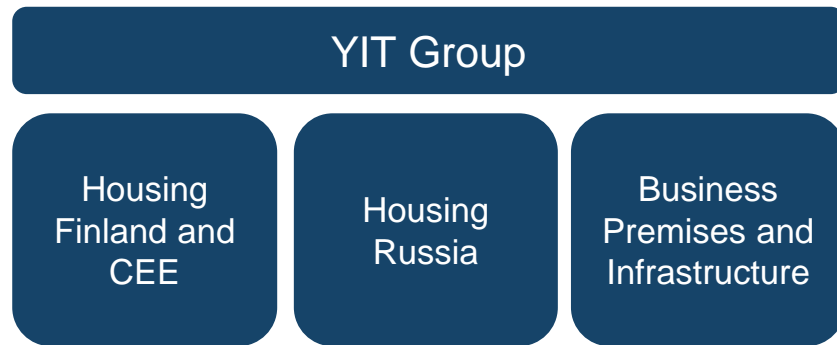 YIT Group
Housing
Finland and
CEE
Housing
Russia
Business
Premises and
Infrastructure